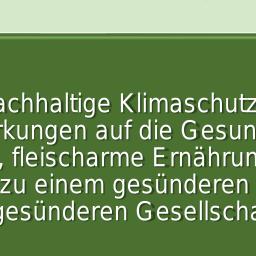 achhaltige Klimaschutz
rkungen auf die Gesun
, fleischarme Ernährun
zu einem gesünderen
gesünderen Gesellscha